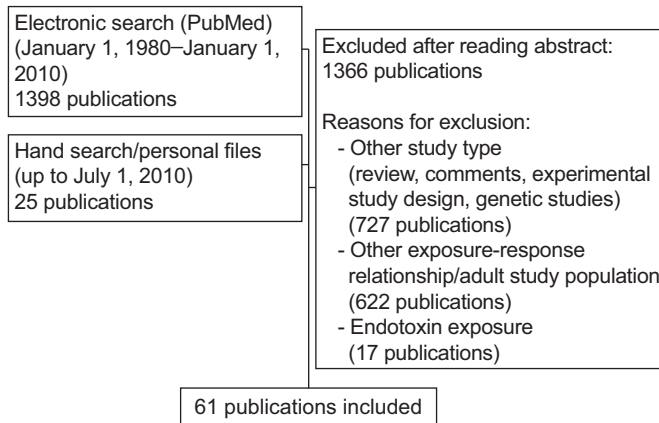 Electronic search (PubMed)
(January 1, 1980–January 1,
2010)
1398 publications
Hand search/personal files
(up to July 1, 2010)
25 publications
Excluded after reading abstract:
1366 publications
Reasons for exclusion:
- Other study type
(review, comments, experimental
study design, genetic studies)
(727 publications)
- Other exposure-response
relationship/adult study population
(622 publications)
- Endotoxin exposure
(17 publications)
61 publications included